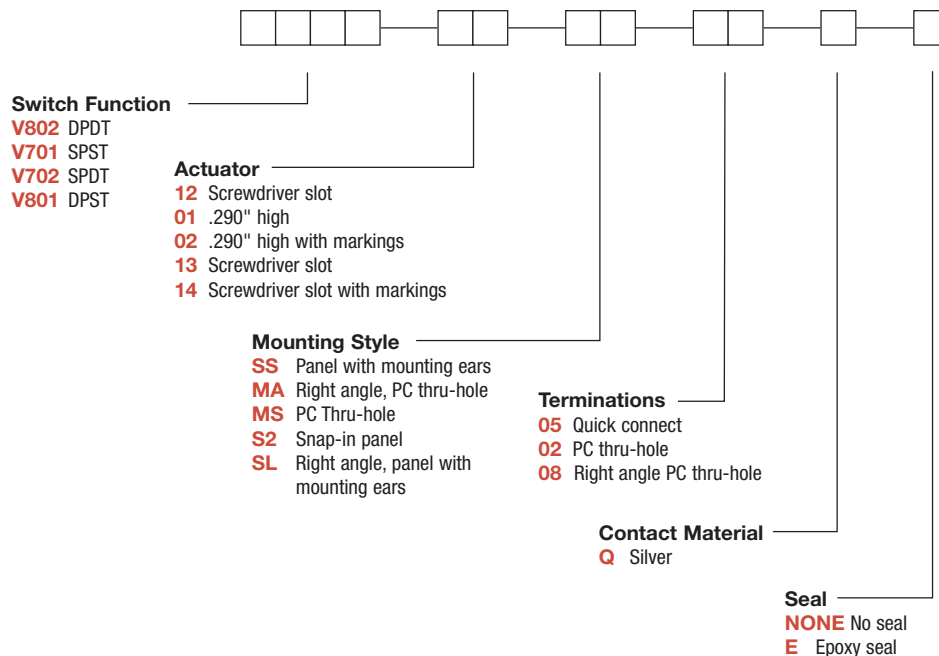 Switch Function
V802 DPDT
V701 SPST
V702 SPDT
V801 DPST
Actuator
12 Screwdriver slot
01 .290" high
02 .290" high with markings
13 Screwdriver slot
14 Screwdriver slot with markings
Mounting Style
SS Panel with mounting ears
MA Right angle, PC thru-hole
MS PC Thru-hole
S2 Snap-in panel
SL Right angle, panel with
mounting ears
Terminations
05 Quick connect
02 PC thru-hole
08 Right angle PC thru-hole
Contact Material
Q Silver
Seal
NONE No seal
E Epoxy seal